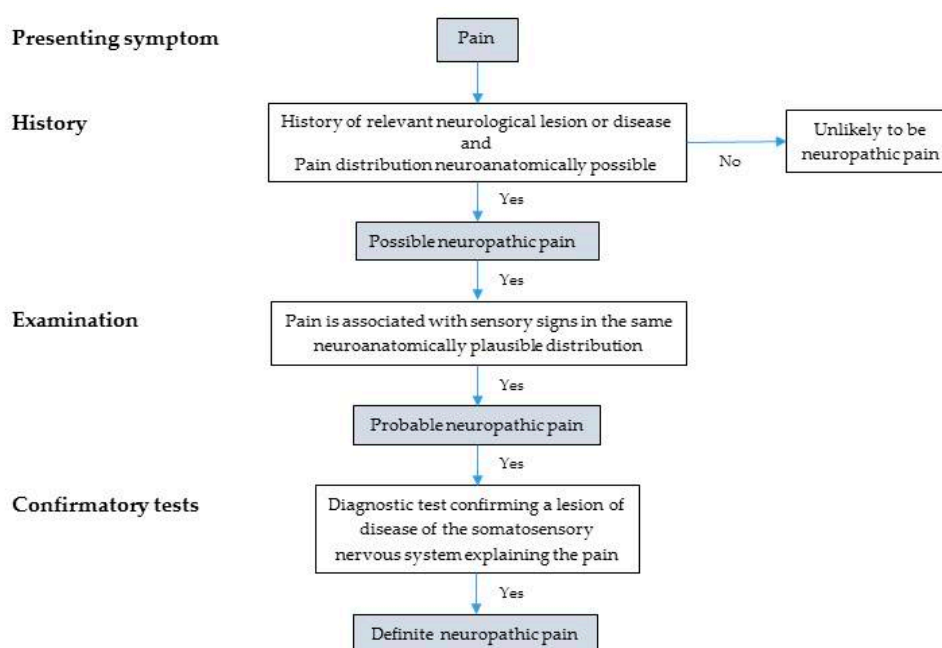 Presenting symptom
Pain
History
History of relevant neurological lesion or disease
and
Pain distribution neuroanatomically possible
No
Unlikely to be
neuropathic pain
Yes
Possible neuropathic pain
Yes
Examination
Pain is associated with sensory signs in the same
neuroanatomically plausible distribution
Yes
Probable neuropathic pain
Yes
Confirmatory tests
Diagnostic test confirming a lesion of
disease of the somatosensory
nervous system explaining the pain
Yes
Definite neuropathic pain